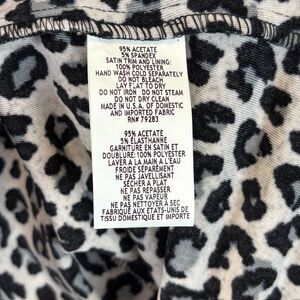 95% ACETATE
5% SPANDEX
SATIN TRIM AND LINING:
100% POLYESTER
HAND WASH COLD SEPARATELY
DO NOT BLEACH
LAY FLAT TO DRY
DO NOT IRON DO NOT STEAM
DO NOT DRY CLEAN
MADE IN U.S.A. OF DOMESTIC
AND IMPORTED FABRIC
RN# 79283
95% ACÉTATE
5% ÉLASTHANNE
GARNITURE EN SATIN ET
DOUBLURE: 100% POLYESTER
LAVER A LA MAIN A L'EAU
FROIDE SÉPARÉMENT
NE PAS JAVELLISANT
SÉCHER À PLAT
NE PAS REPASSER
NE PAS VAPEUR
NE PAS NETTOYER À SEC
FABRIQUÉ AUX ETATS-UNIS DE
TISSU DOMESTIQUE ET IMPORTE